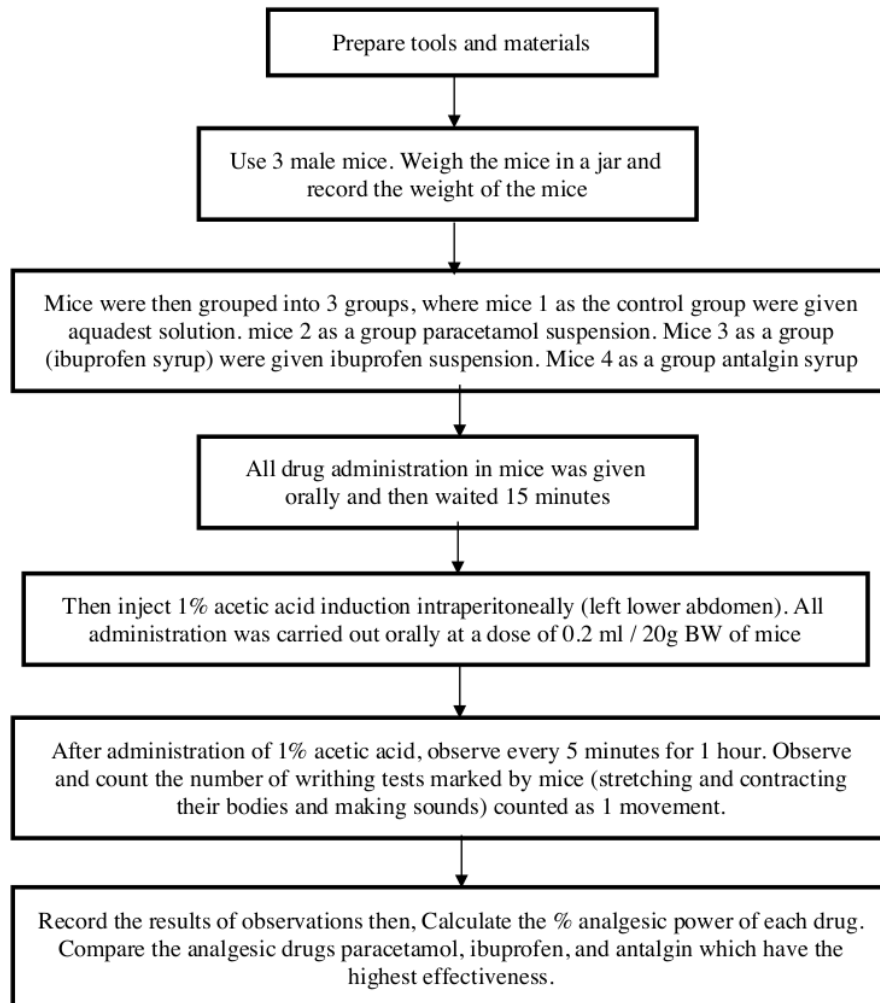 Prepare tools and materials
Use 3 male mice. Weigh the mice in a jar and
record the weight of the mice
Mice were then grouped into 3 groups, where mice 1 as the control group were given
aquadest solution. mice 2 as a group paracetamol suspension. Mice 3 as a group
(ibuprofen syrup) were given ibuprofen suspension. Mice 4 as a group antalgin syrup
All drug administration in mice was given
orally and then waited 15 minutes
Then inject 1% acetic acid induction intraperitoneally (left lower abdomen). All
administration was carried out orally at a dose of 0.2 ml / 20g BW of mice
After administration of 1% acetic acid, observe every 5 minutes for 1 hour. Observe
and count the number of writhing tests marked by mice (stretching and contracting
their bodies and making sounds) counted as 1 movement.
Record the results of observations then, Calculate the % analgesic power of each drug.
Compare the analgesic drugs paracetamol, ibuprofen, and antalgin which have the
highest effectiveness.